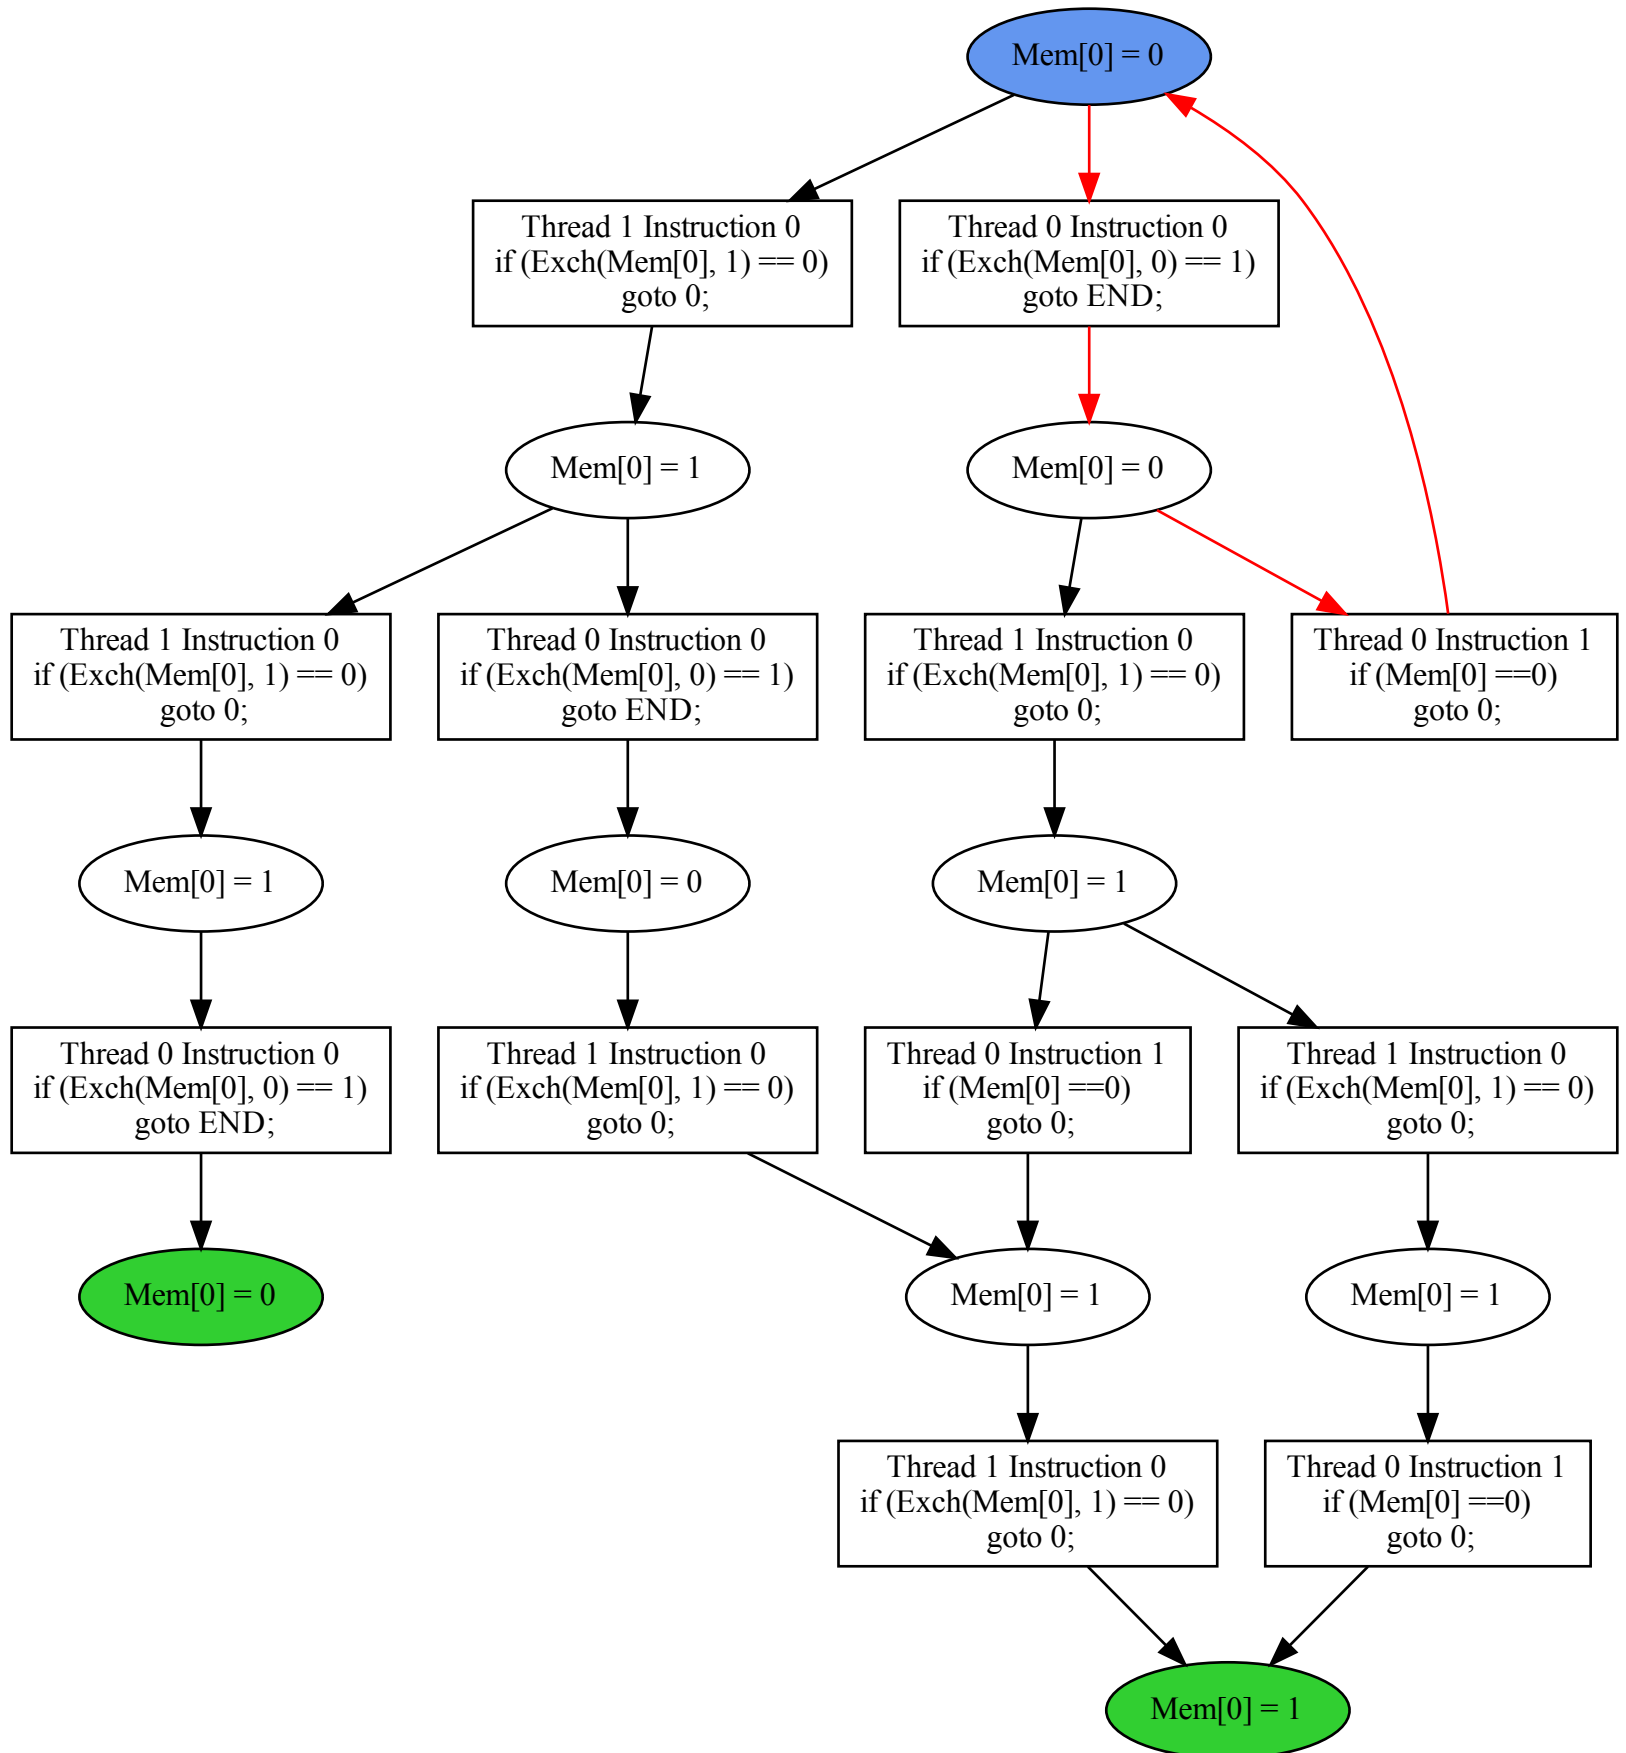 Mem[0] = 0
Thread 1 Instruction 0
if (Exch(Mem[0], 1) == 0)
goto 0;
Thread 0 Instruction 0
if (Exch(Mem[0], 0) == 1)
goto END;
Mem[0] = 1
Mem[0] = 0
Thread 1 Instruction 0
if (Exch(Mem[0], 1) == 0)
goto 0;
Thread 0 Instruction 0
if (Exch(Mem[0], 0) == 1)
goto END;
Thread 1 Instruction 0
if (Exch(Mem[0], 1) == 0)
goto 0;
Thread 0 Instruction 1
if (Mem[0] ==0)
goto 0;
Mem[0] = 1
Mem[0] = 0
Mem[0] = 1
Thread 0 Instruction 0
if (Exch(Mem[0], 0) == 1)
goto END;
Thread 1 Instruction 0
if (Exch(Mem[0], 1) == 0)
goto 0;
Thread 0 Instruction 1
if (Mem[0] ==0)
goto 0;
Thread 1 Instruction 0
if (Exch(Mem[0], 1) == 0)
goto 0;
Mem[0] = 0
Mem[0] = 1
Mem[0] = 1
Thread 1 Instruction 0
if (Exch(Mem[0], 1) == 0)
goto 0;
Thread 0 Instruction 1
if (Mem[0] ==0)
goto 0;
Mem[0] = 1